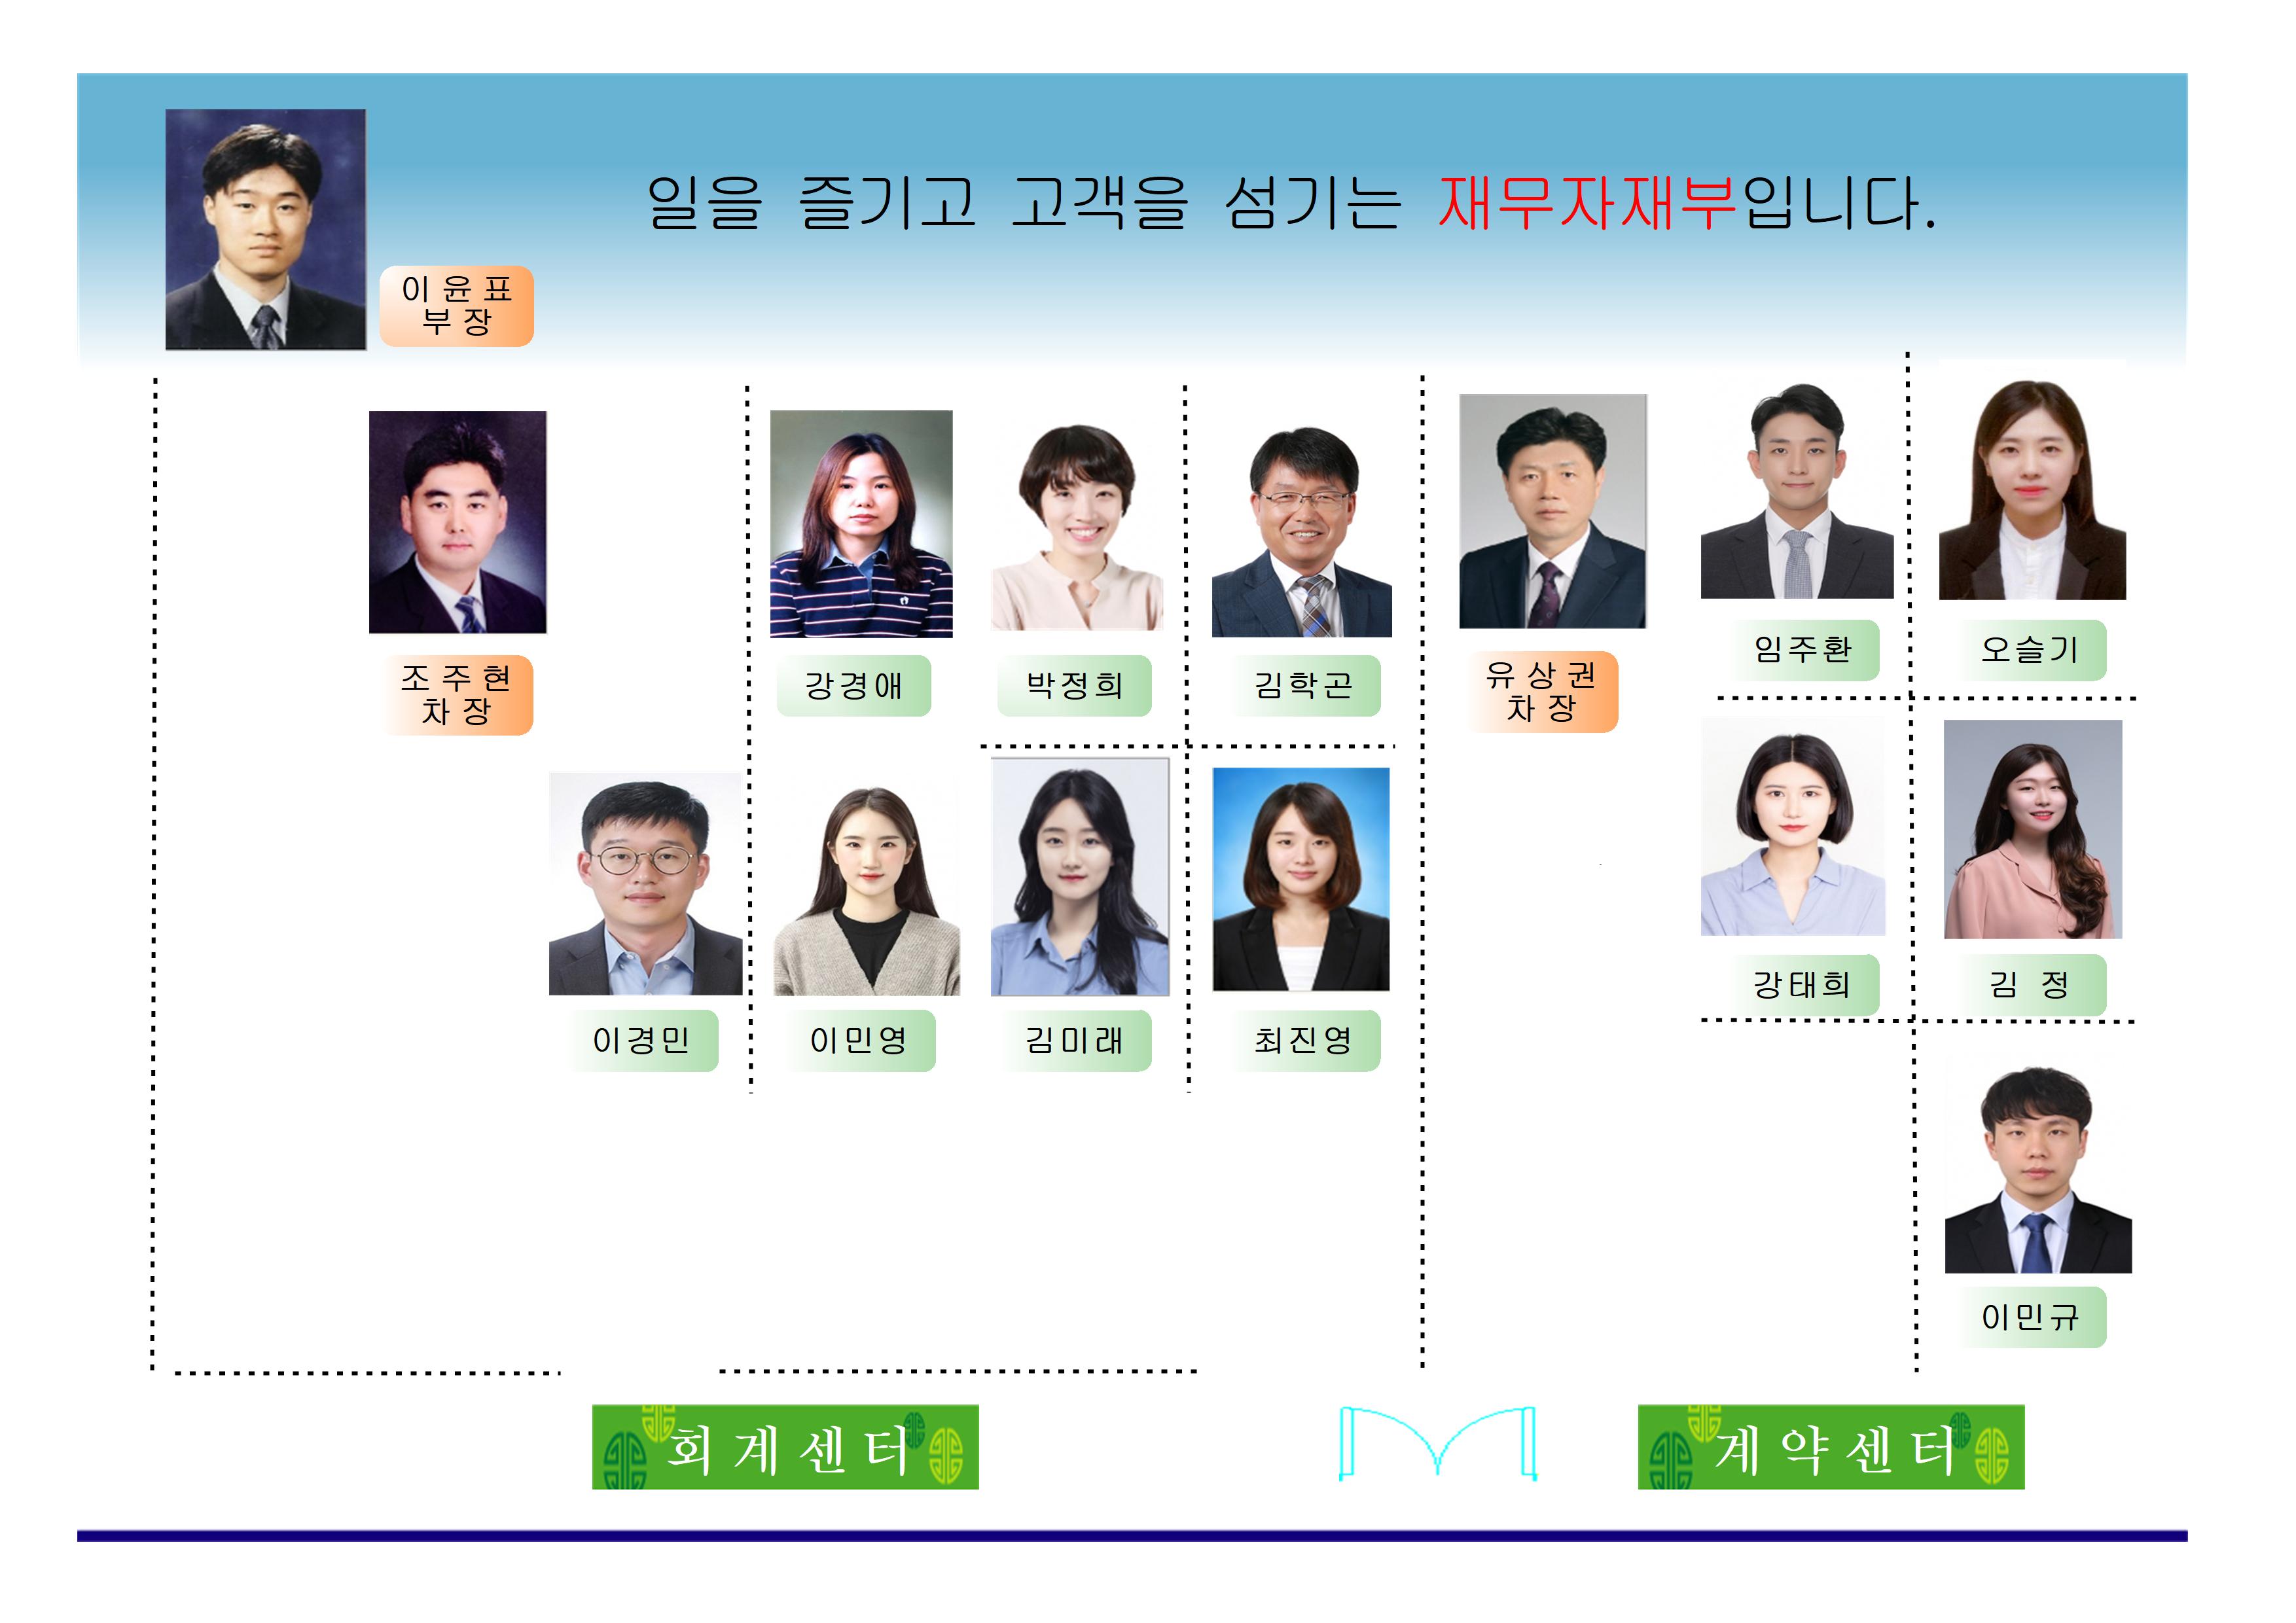 일을 즐기고 고객을 섬기는 재무자재부입니다.
이 윤 표
부 장
조 주 현
차 장
강경애
박정희
김학곤
유 상 권
차 장
임주환
오슬기
이경민
이민영
김미래
최진영
강태희
김 정
이민규
회계센터
계약센터